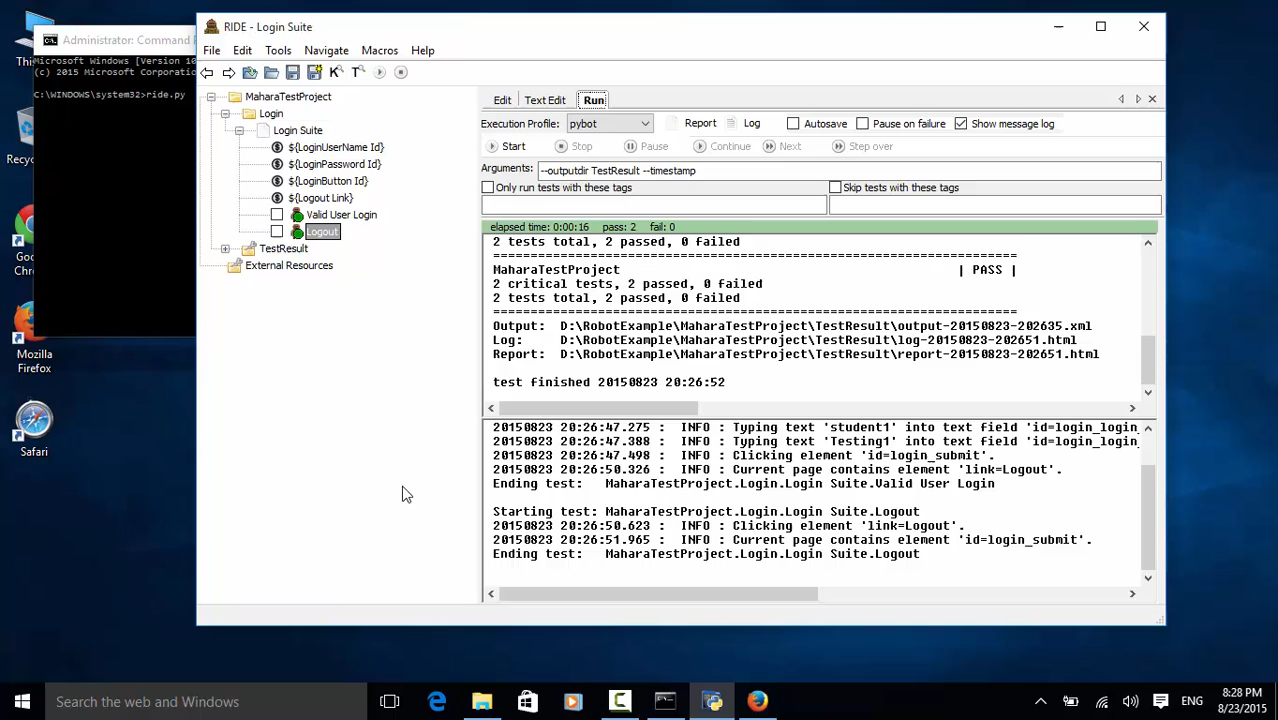 RIDE - Login Suite
Administrator: Command
File Edit Tools Navigate Macros Help
Microsoft Windows [Version 10
(c) 2015 Microsoft Corporatio
C:\WINDOWS\system32>ride.py
MaharaTestProject
Login
Login Suite
${LoginUserName Id}
${LoginPassword Id}
${LoginButton Id}
${Logout Link}
Valid User Login
Logout
TestResult
External Resources
Edit Text Edit Run
Execution Profile: pybot Report Log Autosave Pause on failure Show message log
Start Stop Pause Continue Next Step over
Arguments: --outputdir TestResult --timestamp
Only run tests with these tags Skip tests with these tags
elapsed time: 0:00:16 pass: 2 fail: 0
2 tests total, 2 passed, 0 failed
==============================================================================
MaharaTestProject | PASS |
2 critical tests, 2 passed, 0 failed
2 tests total, 2 passed, 0 failed
==============================================================================
Output: D:\RobotExample\MaharaTestProject\TestResult\output-20150823-202635.xml
Log: D:\RobotExample\MaharaTestProject\TestResult\log-20150823-202651.html
Report: D:\RobotExample\MaharaTestProject\TestResult\report-20150823-202651.html
test finished 20150823 20:26:52
20150823 20:26:47.275 : INFO : Typing text 'student1' into text field 'id=login_login_
20150823 20:26:47.388 : INFO : Typing text 'Testing1' into text field 'id=login_login_
20150823 20:26:47.498 : INFO : Clicking element 'id=login_submit'.
20150823 20:26:50.326 : INFO : Current page contains element 'link=Logout'.
Ending test: MaharaTestProject.Login.Login Suite.Valid User Login
Starting test: MaharaTestProject.Login.Login Suite.Logout
20150823 20:26:50.623 : INFO : Clicking element 'link=Logout'.
20150823 20:26:51.965 : INFO : Current page contains element 'id=login_submit'.
Ending test: MaharaTestProject.Login.Login Suite.Logout
Thi
Recy
Goo
Chr
Mozilla
Firefox
Safari
Search the web and Windows
ENG
8:28 PM
8/23/2015